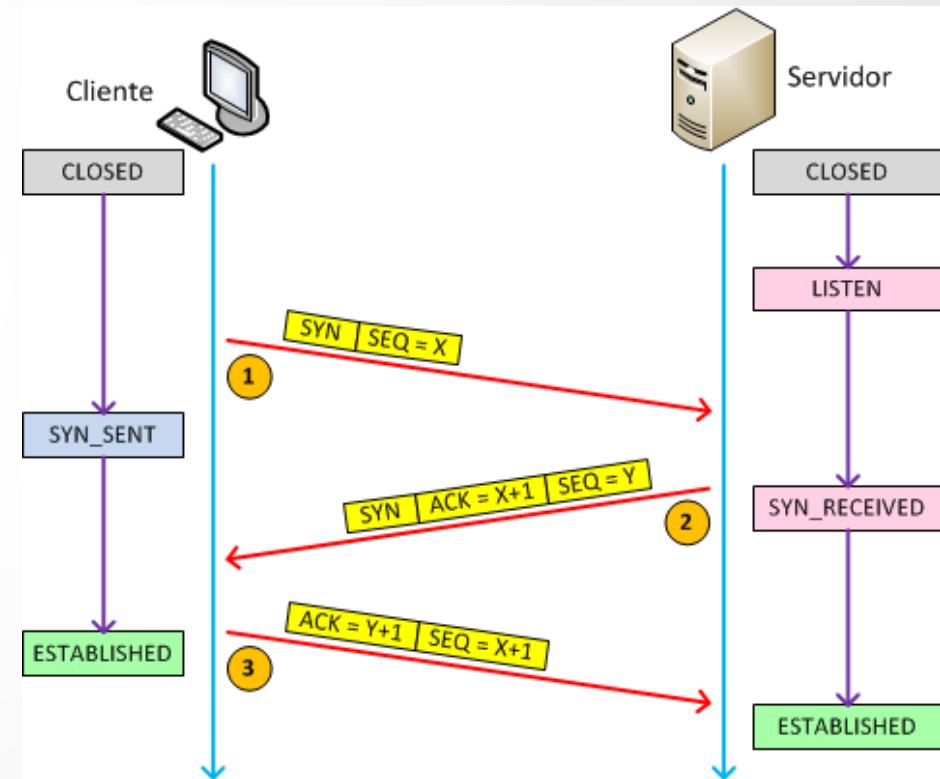 Cliente
Servidor
CLOSED
CLOSED
LISTEN
SYN SEQ = X
1
SYN_SENT
SYN ACK = X+1 SEQ = Y
2
SYN_RECEIVED
ACK = Y+1 SEQ = X+1
3
ESTABLISHED
ESTABLISHED